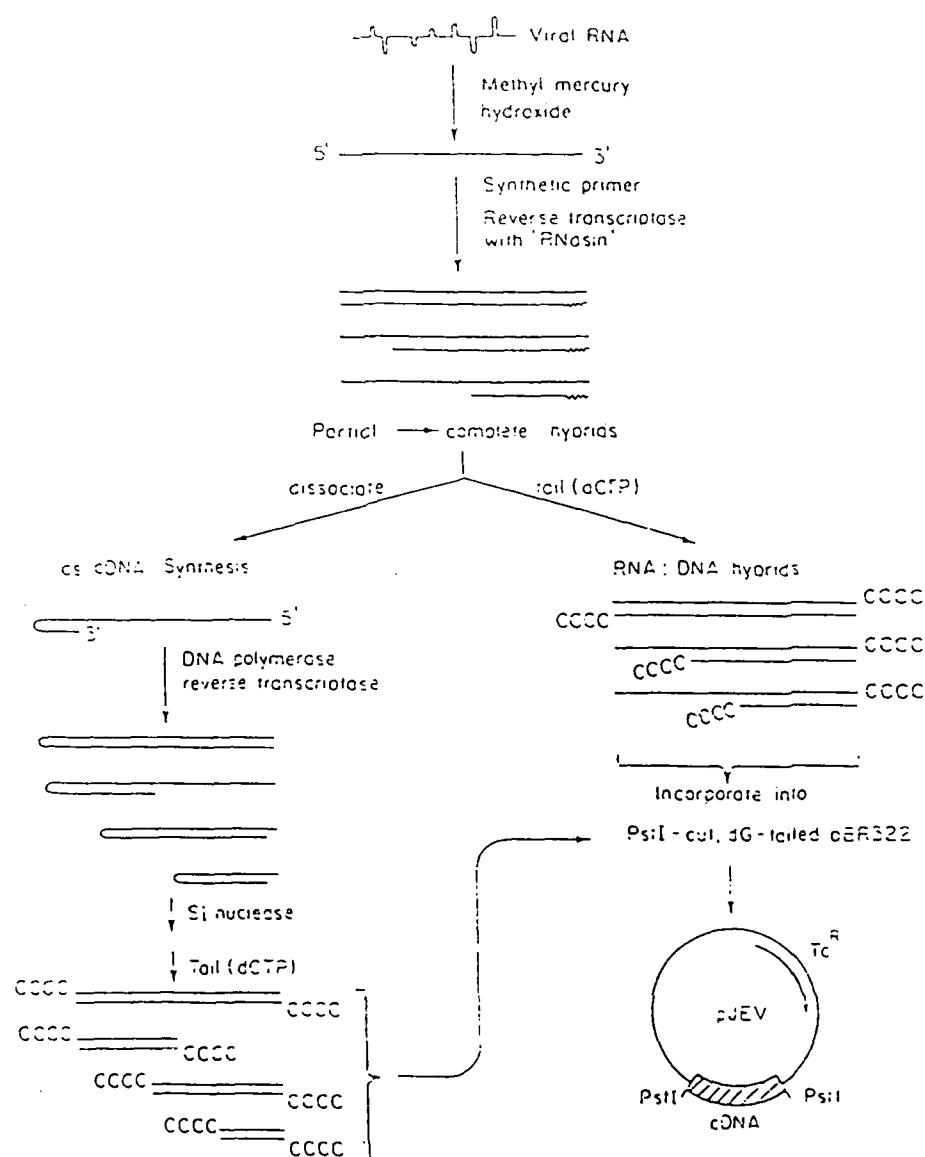 Viral RNA
Methyl mercury
hydroxide
5' 3'
Synthetic primer
Reverse transcriptase
with 'RNasin'
Partial → complete hybrids
dissociate
tail (dCTP)
ds cDNA Synthesis
RNA : DNA hybrids
3' 5'
CCCC
CCCC
CCCC
CCCC
CCCC
CCCC
DNA polymerase
reverse transcriptase
Incorporate into
PstI-cut, dG-tailed pBR322
S1 nuclease
Tail (dCTP)
CCCC
CCCC
CCCC
CCCC
CCCC
CCCC
CCCC
CCCC
Tc R
pJEV
PstI PstI
cDNA